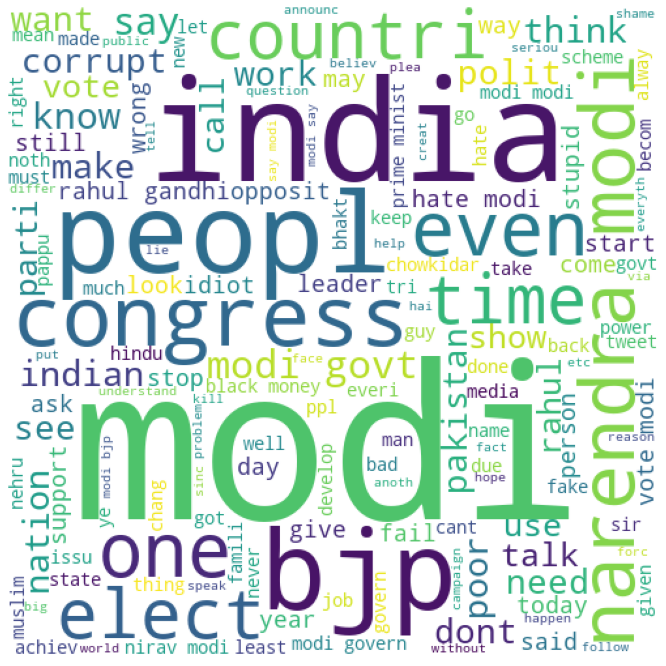 announc
want
say
let
countri
way
think
shame
mean
made
public
new
seriou
scheme
corrupt
work
may
believ
plea
polit
alway
question
modi modi
right
vote
wrong
call
india
know
tell
modi say
prime minist
creat
go
say modi
hate
stupid
becom
still
noth
make
must
rahul gandhi
opposit
hate modi
differ
everyth
narendra modi
peopl
bhakt
keep
even
start
parti
pappu
lie
help
chowkidar
come
govt
much
look
idiot
leader
tri
hai
take
via
congress
time
guy
show
power
put
hindu
modi
govt
back
tweet
indian
stop
face
done
etc
understand
kill
black money
everi
pakistan
media
rahul
person
vote modi
ask
see
ppl
name
reason
modi
well
man
fact
nehru
support
sinc
problem
day
develop
bad
anoth
hope
due
fake
nation
ye
modi bjp
chang
got
cant
sir
one
bjp
give
fail
use
poor
talk
issu
famili
never
forc
state
thing
dont
need
muslim
elect
speak
job
govern
campaign
today
given
big
year
happen
achiev
world
nirav modi
least
modi govern
without
said
follow